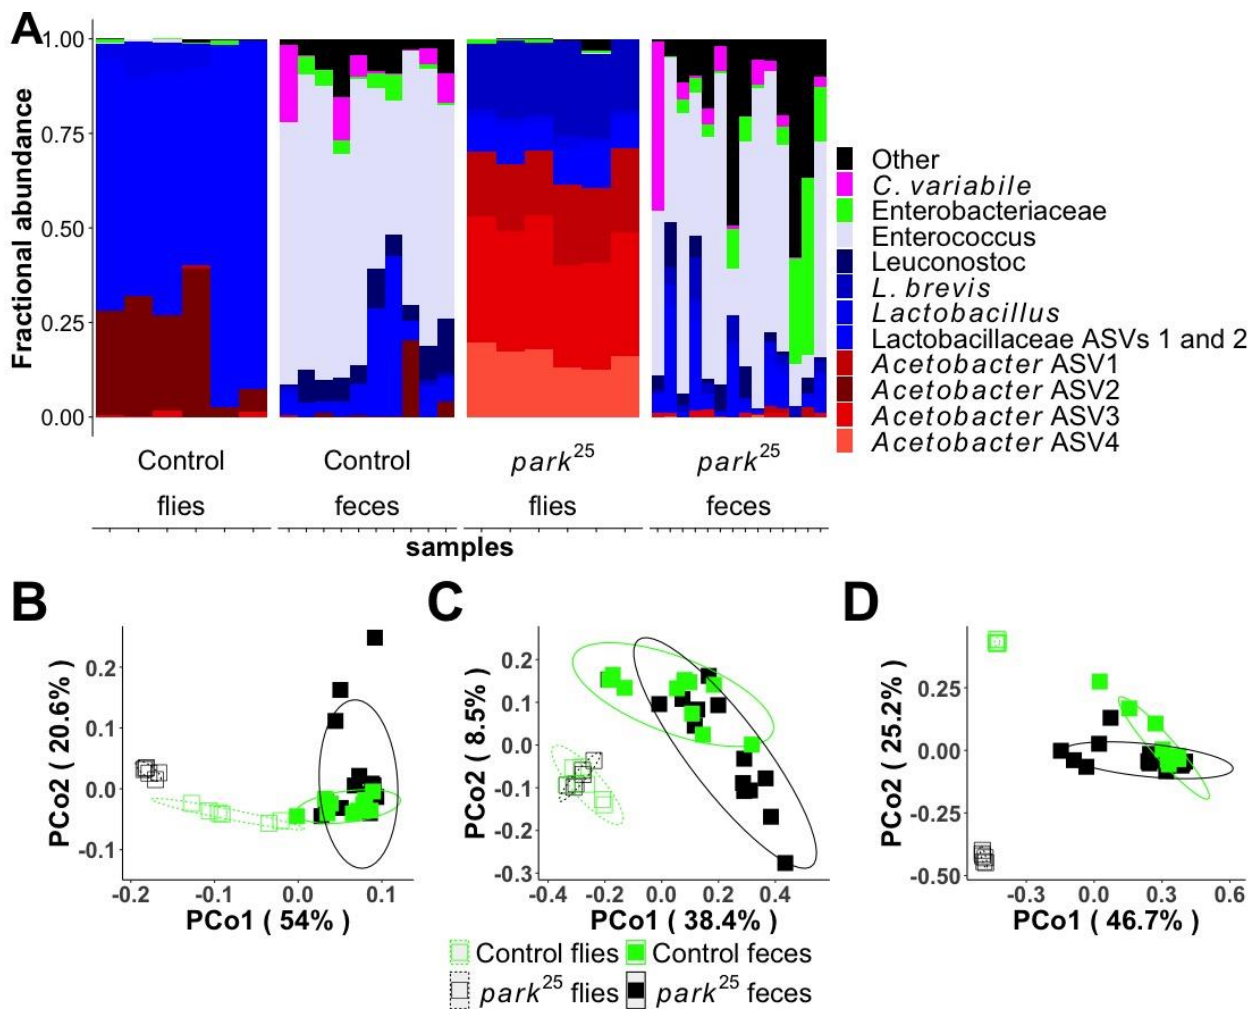 A
1.00
0.75
0.50
0.25
0.00
Fractional abundance
Control
flies
Control
feces
park25
flies
park25
feces
samples
Other
C. variabile
Enterobacteriaceae
Enterococcus
Leuconostoc
L. brevis
Lactobacillus
Lactobacillaceae ASVs 1 and 2
Acetobacter ASV1
Acetobacter ASV2
Acetobacter ASV3
Acetobacter ASV4
B
PCo2 ( 20.6% )
0.2
0.1
0.0
-0.1
-0.2 -0.1 0.0 0.1
PCo1 ( 54% )
C
PCo2 ( 8.5% )
0.2
0.1
0.0
-0.1
-0.2
-0.3
-0.4 -0.2 0.0 0.2 0.4
PCo1 ( 38.4% )
D
PCo2 ( 25.2% )
0.25
0.00
-0.25
-0.50
-0.3 0.0 0.3 0.6
PCo1 ( 46.7% )
Control flies Control feces
park25 flies park25 feces